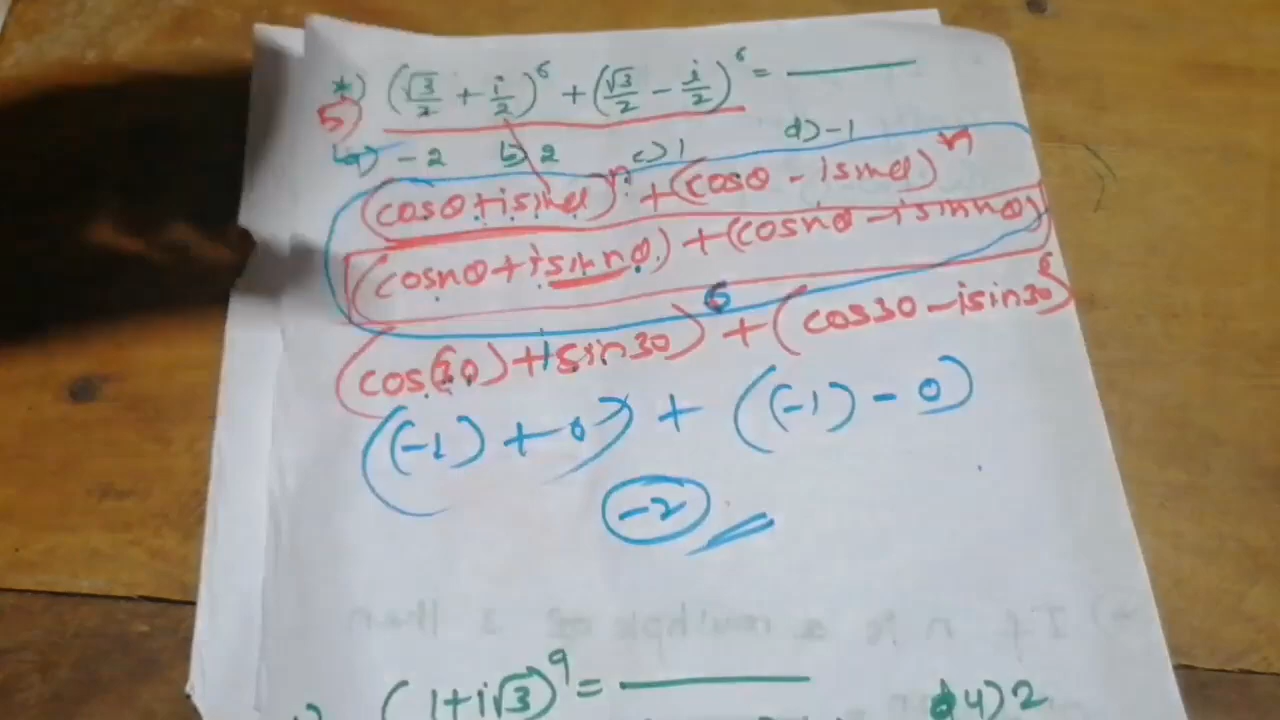 *) (√3/2 + i/2)^6 + (√3/2 - i/2)^6 = ______
5)
a) -2 b) 2 c) 1 d) -1
(cosθ+isinθ)^n + (cosθ - isinθ)^n
(cosnθ+isinnθ) + (cosnθ-isinnθ)
(cos(30)+isin30)^6 + (cos30-isin30)^6
((-1) + 0) + ((-1) - 0)
-2
(1+i√3)^9 = ______ 4) 2